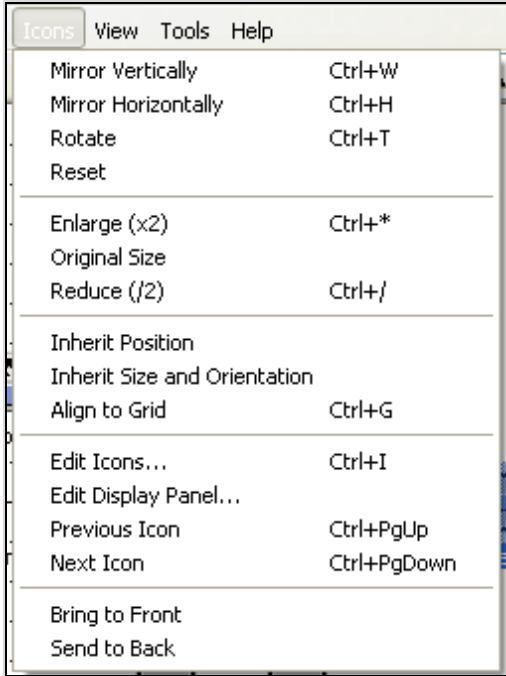 Icons View Tools Help
Mirror Vertically Ctrl+W
Mirror Horizontally Ctrl+H
Rotate Ctrl+T
Reset
Enlarge (x2) Ctrl+*
Original Size
Reduce (/2) Ctrl+/
Inherit Position
Inherit Size and Orientation
Align to Grid Ctrl+G
Edit Icons... Ctrl+I
Edit Display Panel...
Previous Icon Ctrl+PgUp
Next Icon Ctrl+PgDown
Bring to Front
Send to Back